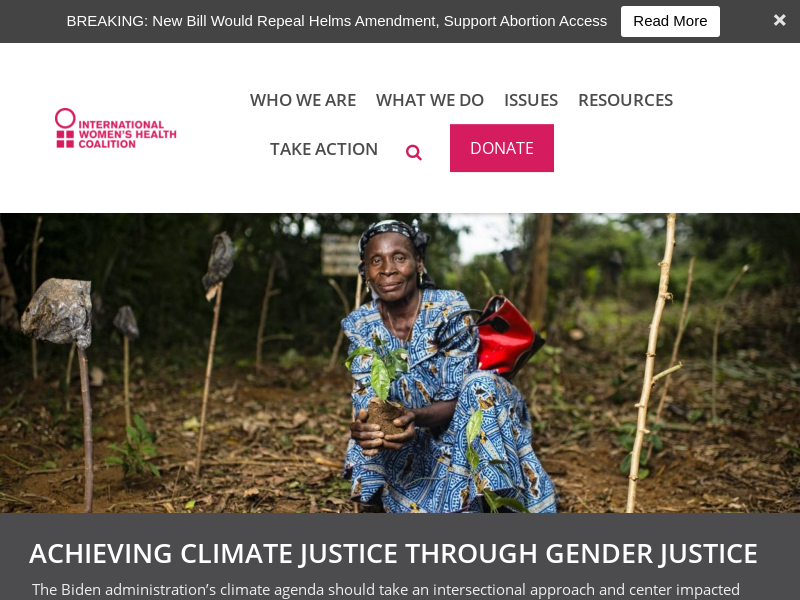 BREAKING: New Bill Would Repeal Helms Amendment, Support Abortion Access Read More ×
WHO WE ARE WHAT WE DO ISSUES RESOURCES
INTERNATIONAL
WOMEN'S HEALTH
COALITION
TAKE ACTION DONATE
ACHIEVING CLIMATE JUSTICE THROUGH GENDER JUSTICE
The Biden administration’s climate agenda should take an intersectional approach and center impacted